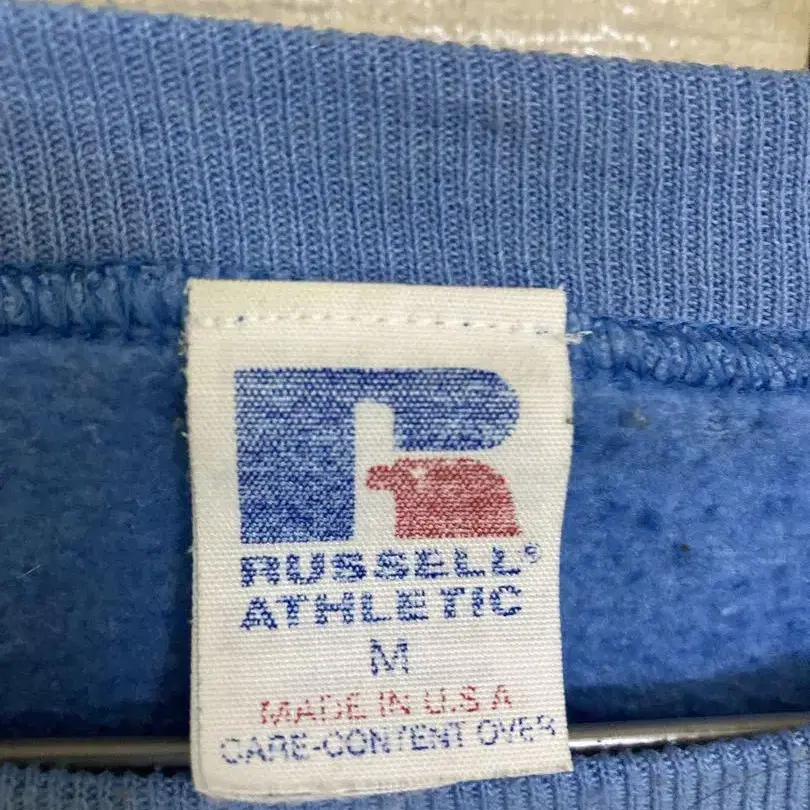 RUSSELL®
ATHLETIC
M
MADE IN U.S.A
CARE-CONTENT OVER